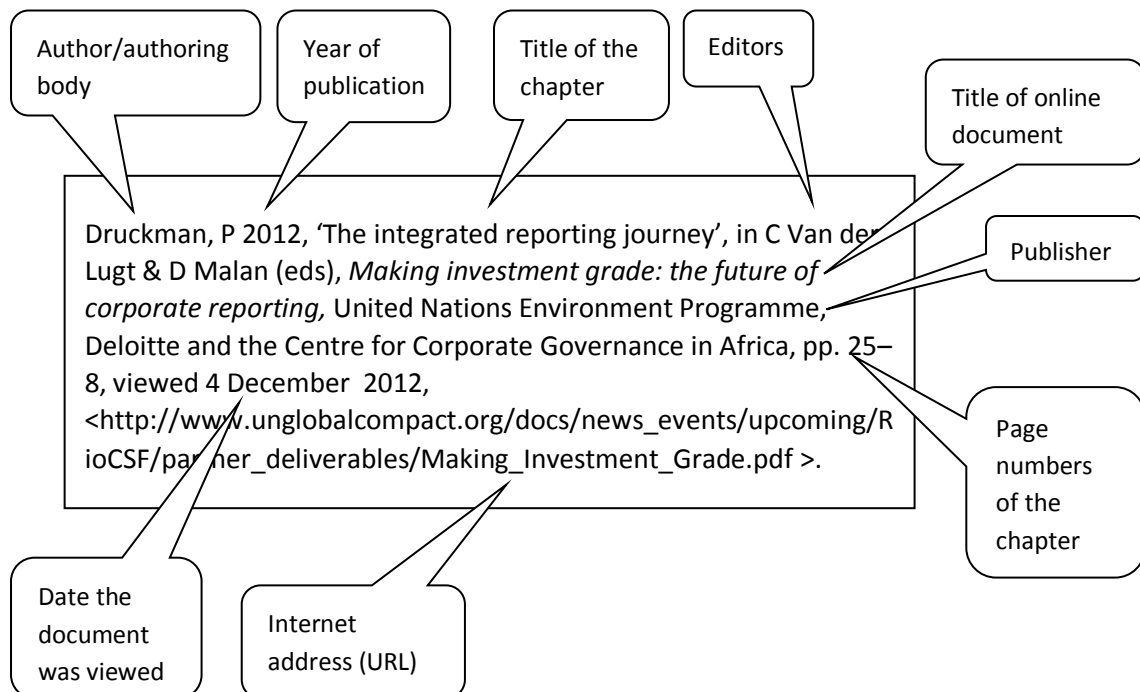 Author/authoring
body
Year of
publication
Title of the
chapter
Editors
Title of online
document
Publisher
Druckman, P 2012, ‘The integrated reporting journey’, in C Van der
Lugt & D Malan (eds), Making investment grade: the future of
corporate reporting, United Nations Environment Programme,
Deloitte and the Centre for Corporate Governance in Africa, pp. 25–
8, viewed 4 December  2012,
<http://www.unglobalcompact.org/docs/news_events/upcoming/R
ioCSF/partner_deliverables/Making_Investment_Grade.pdf >.
Page
numbers
of the
chapter
Date the
document
was viewed
Internet
address (URL)